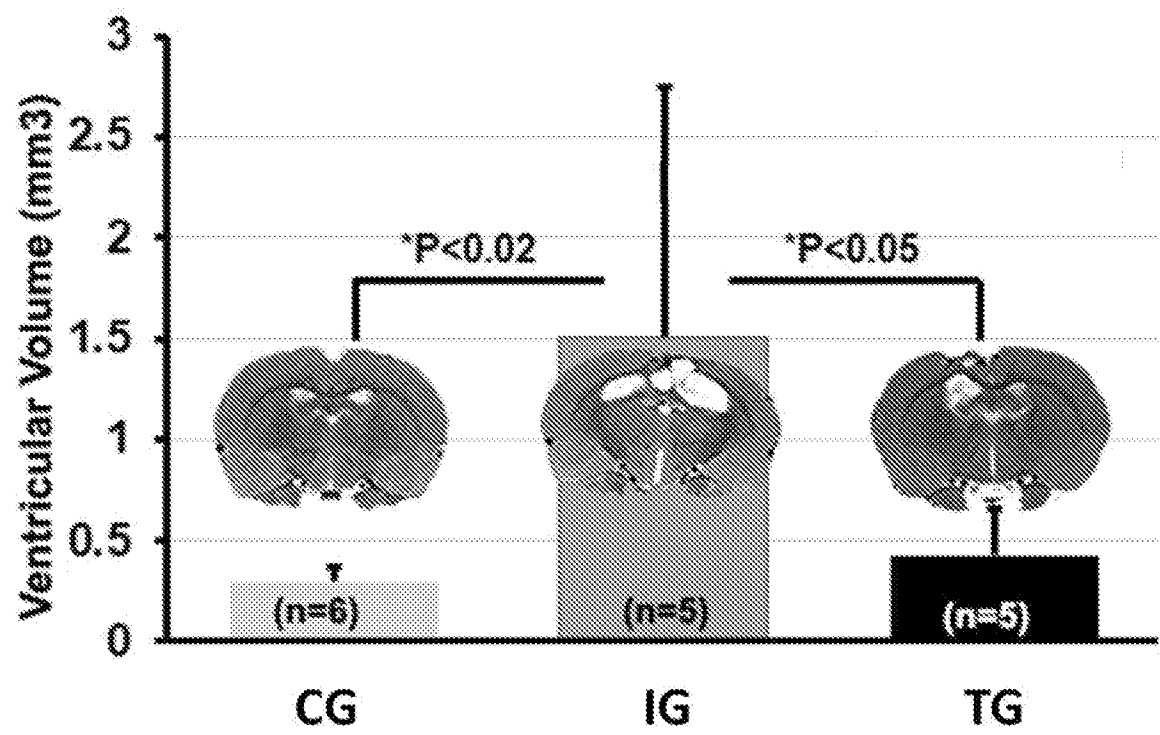 Ventricular Volume (mm3)
3
2.5
2
1.5
1
0.5
0
*P<0.02
*P<0.05
(n=6)
(n=5)
(n=5)
CG
IG
TG